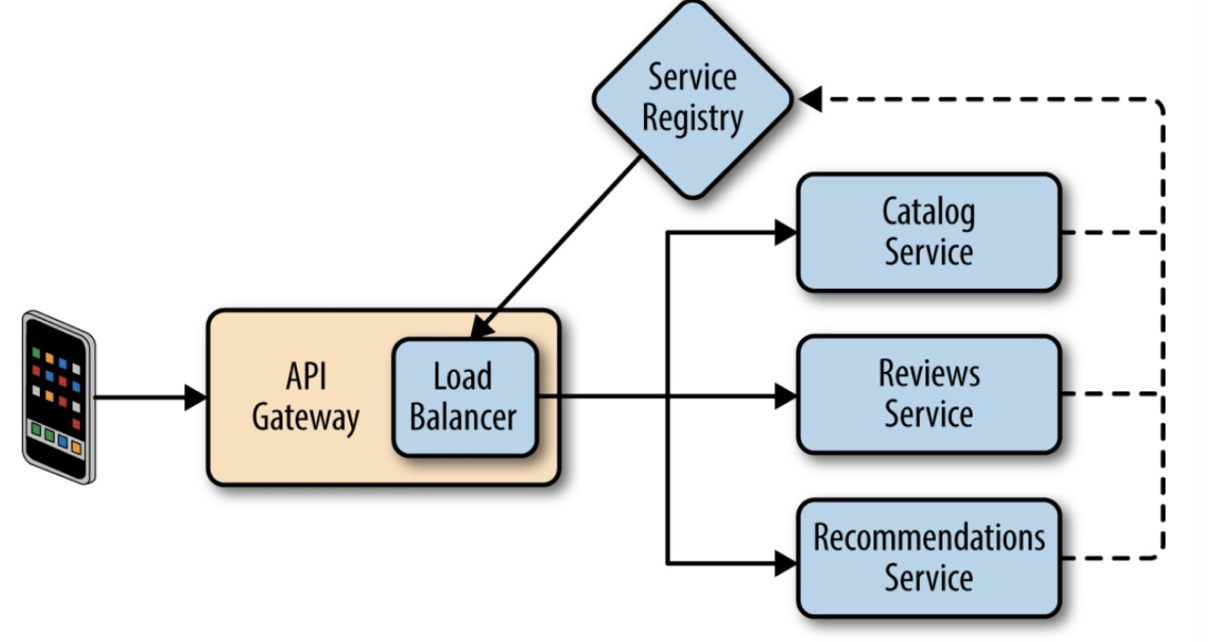 Service
Registry
Catalog
Service
API
Gateway
Load
Balancer
Reviews
Service
Recommendations
Service